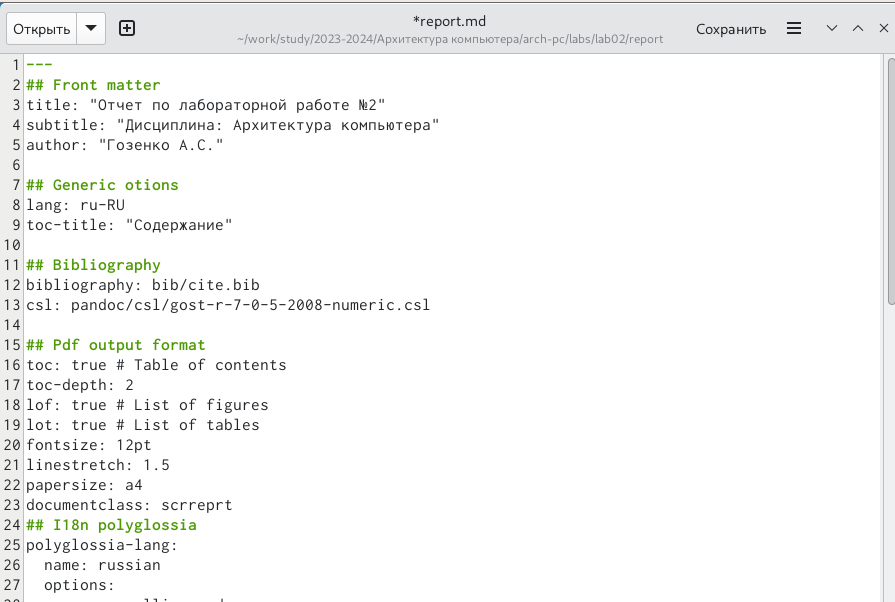 Открыть
*report.md
~/work/study/2023-2024/Архитектура компьютера/arch-pc/labs/lab02/report
Сохранить
1 ---
2 ## Front matter
3 title: "Отчет по лабораторной работе №2"
4 subtitle: "Дисциплина: Архитектура компьютера"
5 author: "Гозенко А.С."
6
7 ## Generic otions
8 lang: ru-RU
9 toc-title: "Содержание"
10
11 ## Bibliography
12 bibliography: bib/cite.bib
13 csl: pandoc/csl/gost-r-7-0-5-2008-numeric.csl
14
15 ## Pdf output format
16 toc: true # Table of contents
17 toc-depth: 2
18 lof: true # List of figures
19 lot: true # List of tables
20 fontsize: 12pt
21 linestretch: 1.5
22 papersize: a4
23 documentclass: scrreprt
24 ## I18n polyglossia
25 polyglossia-lang:
26   name: russian
27   options: